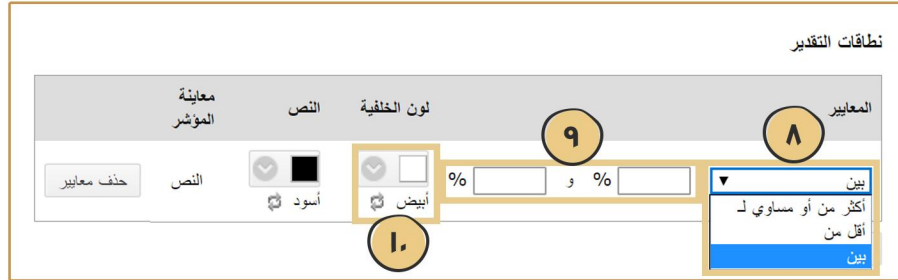 نطاقات التقدير
المعايير
لون الخلفية
النص
معاينة
المؤشر
٨
٩
بين
% و %
أبيض
أسود
النص
حذف معايير
أكثر من أو مساوي لـ
أقل من
بين
١٠